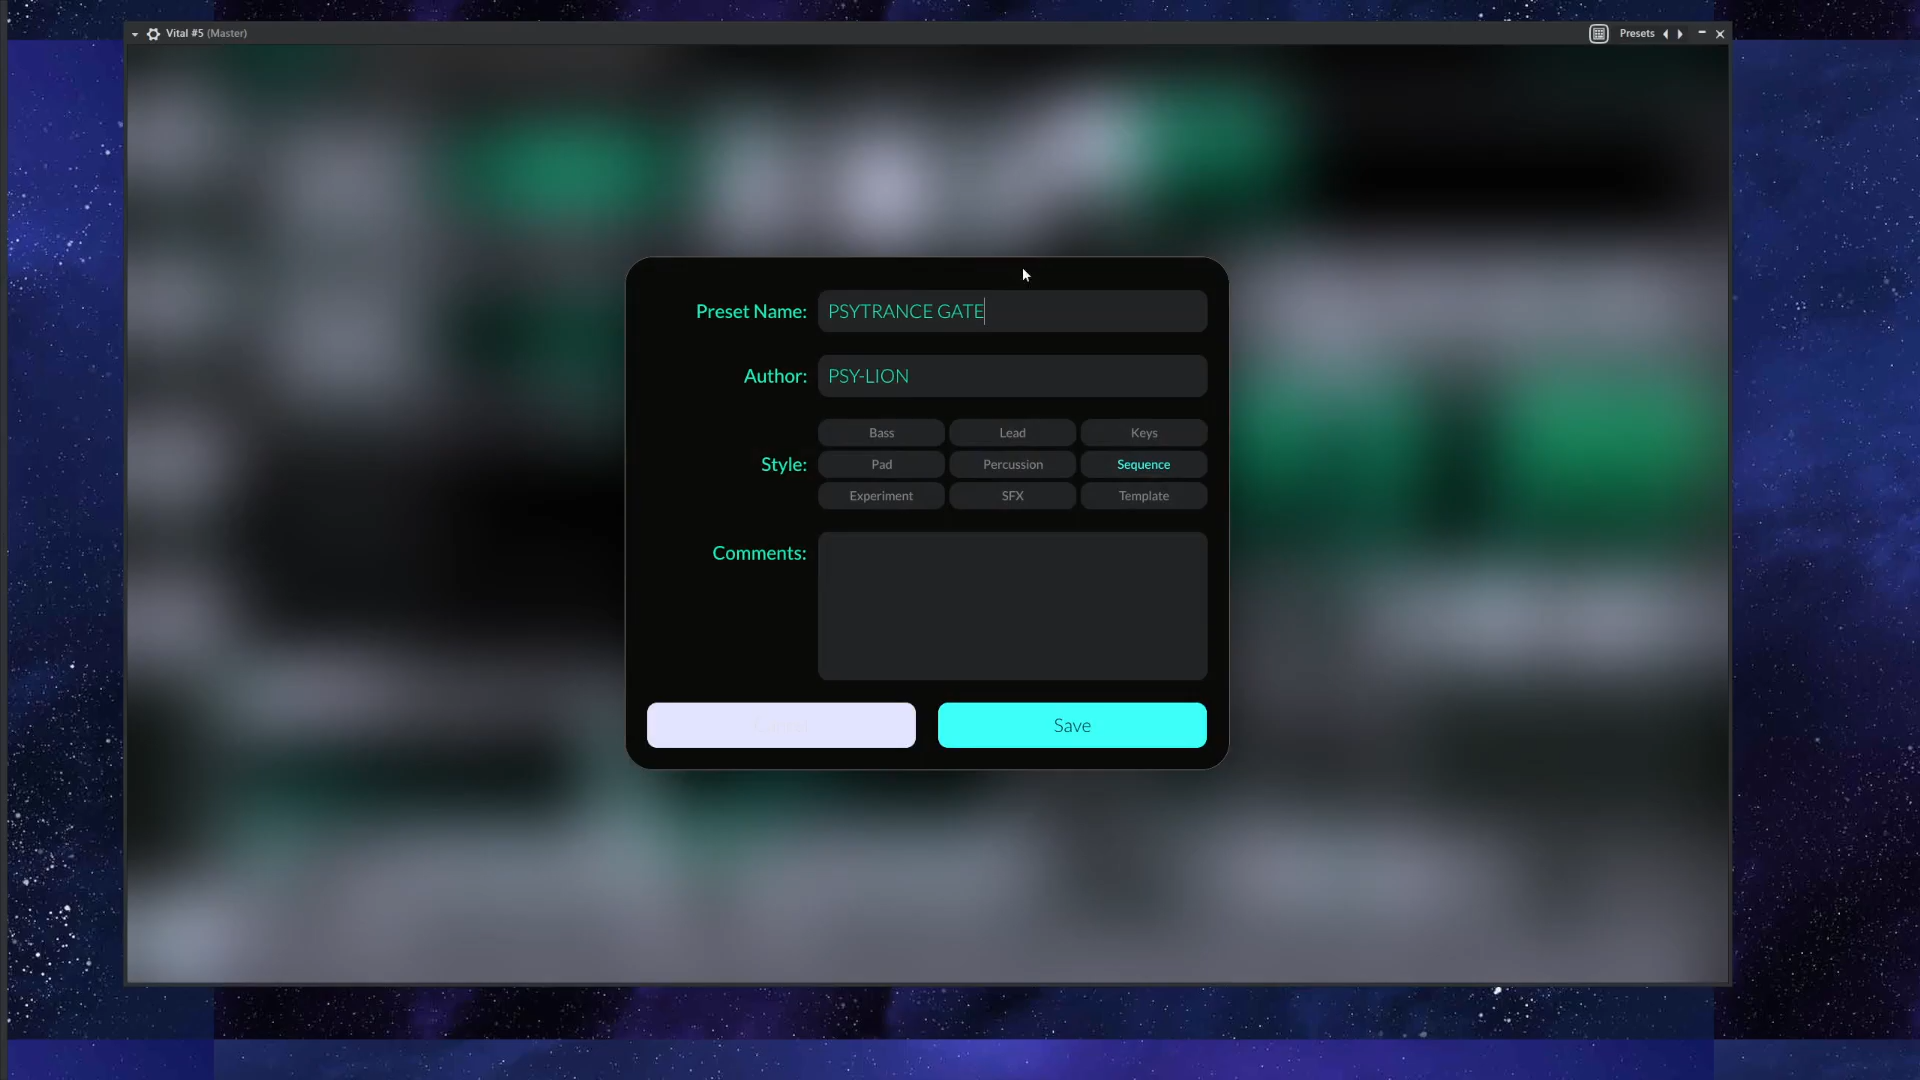 Vital #5 (Master)
Presets
Preset Name: PSYTRANCE GATE
Author: PSY-LION
Bass Lead Keys
Style: Pad Percussion Sequence
Experiment SFX Template
Comments:
Save